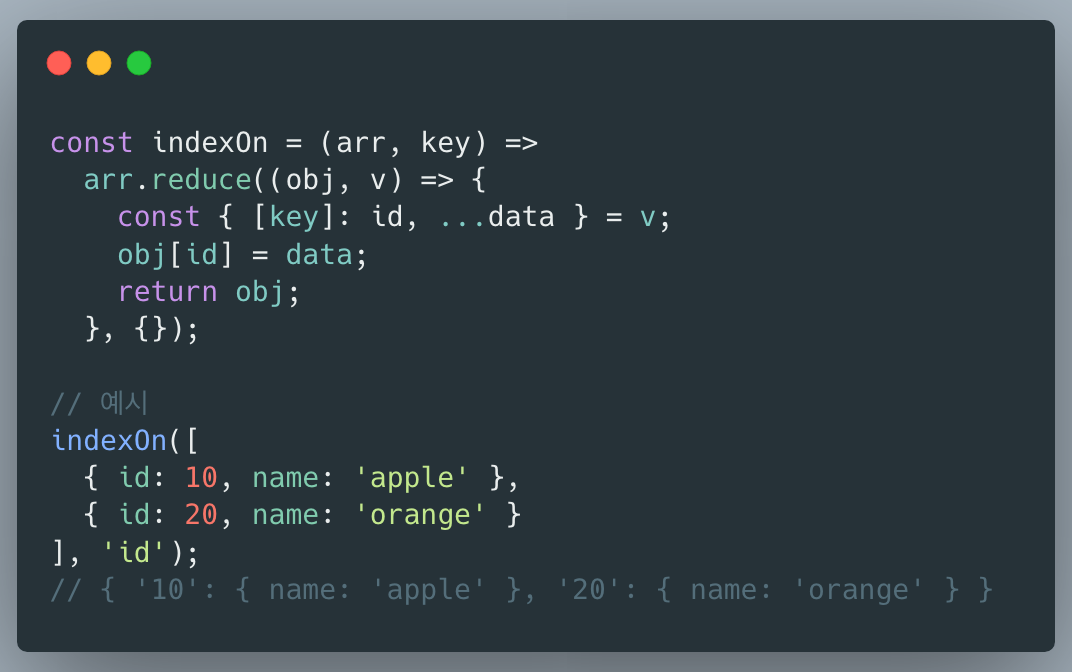 const indexOn = (arr, key) =>
  arr.reduce((obj, v) => {
    const { [key]: id, ...data } = v;
    obj[id] = data;
    return obj;
  }, {});

// 예시
indexOn([
  { id: 10, name: 'apple' },
  { id: 20, name: 'orange' }
], 'id');
// { '10': { name: 'apple' }, '20': { name: 'orange' } }